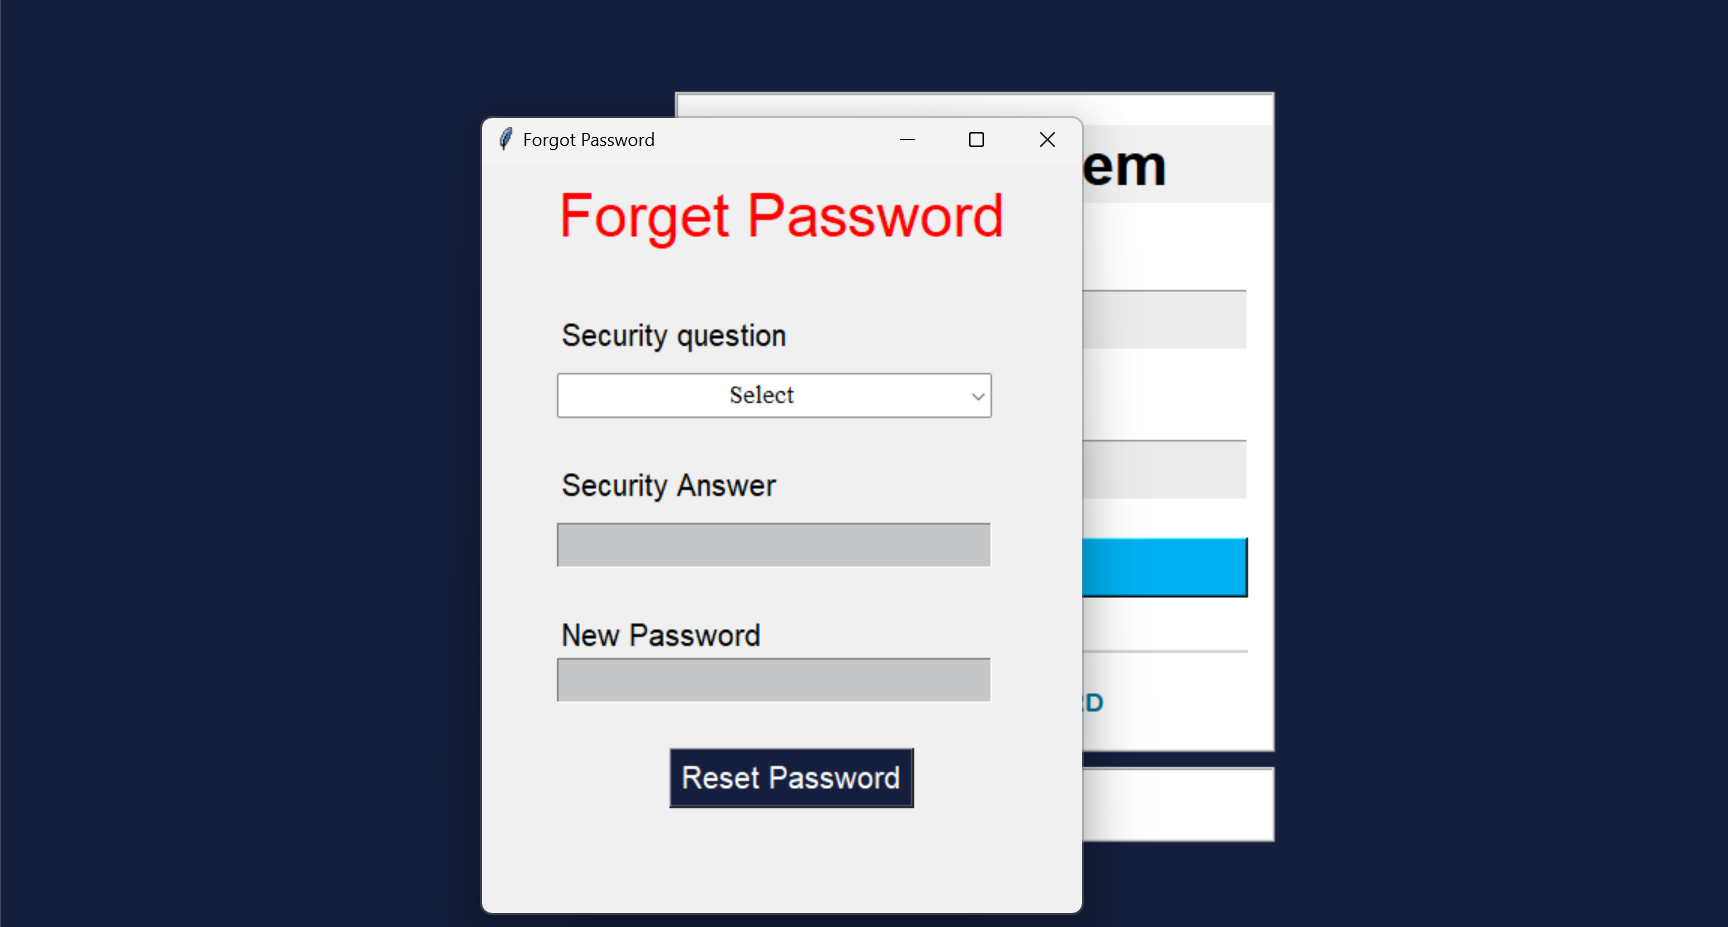 Forgot Password
em
Forget Password
Security question
Select
Security Answer
New Password
D
Reset Password